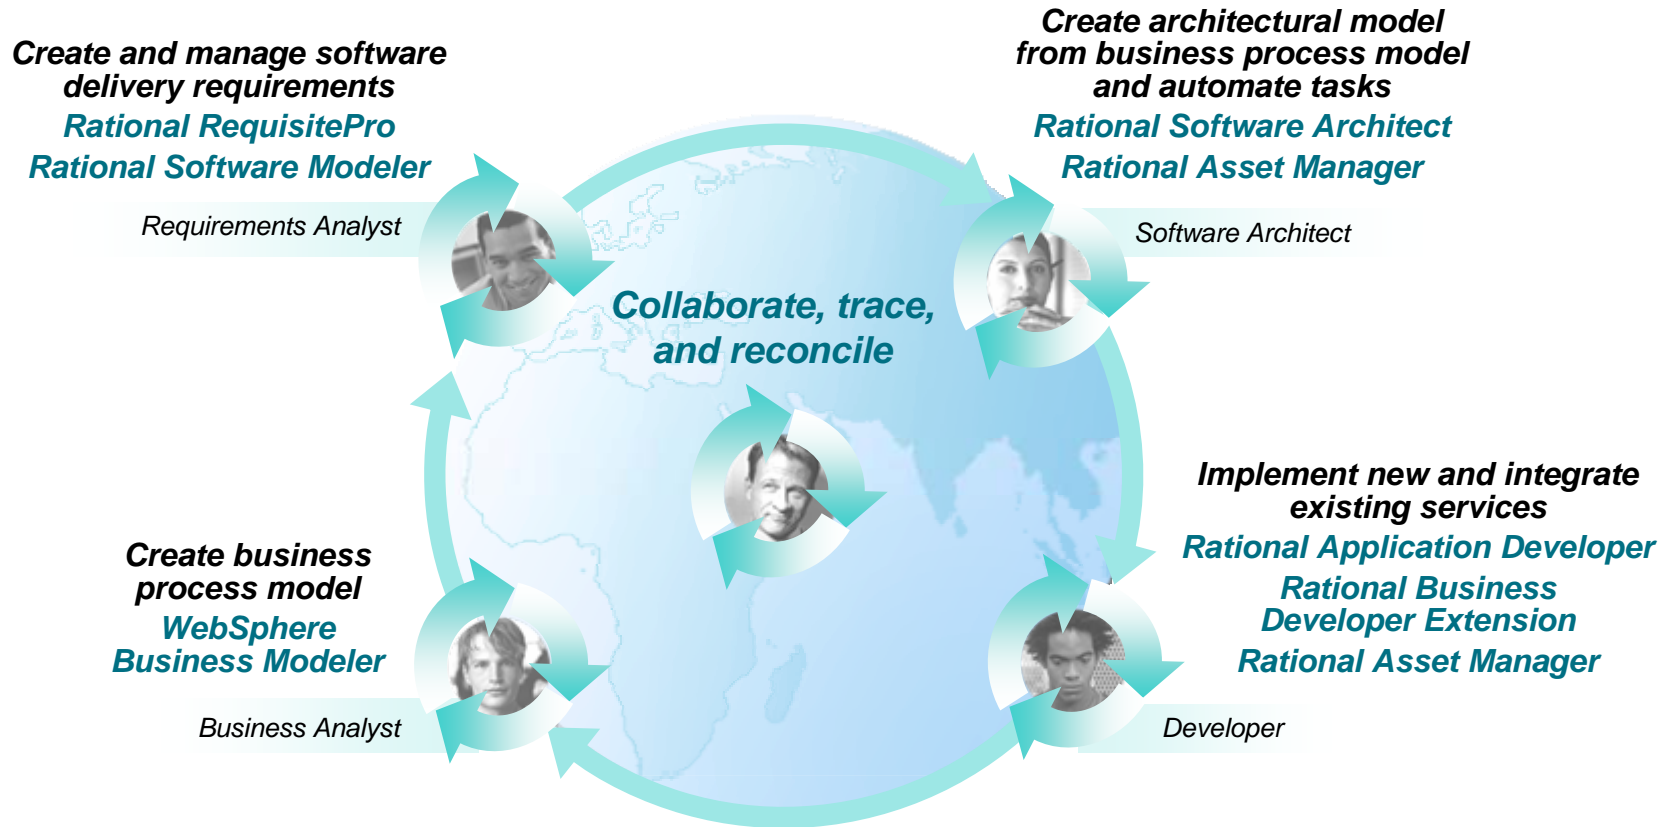 Create and manage software
delivery requirements
Rational RequisitePro
Rational Software Modeler
Requirements Analyst
Create architectural model
from business process model
and automate tasks
Rational Software Architect
Rational Asset Manager
Software Architect
Collaborate, trace,
and reconcile
Create business
process model
WebSphere
Business Modeler
Business Analyst
Implement new and integrate
existing services
Rational Application Developer
Rational Business
Developer Extension
Rational Asset Manager
Developer